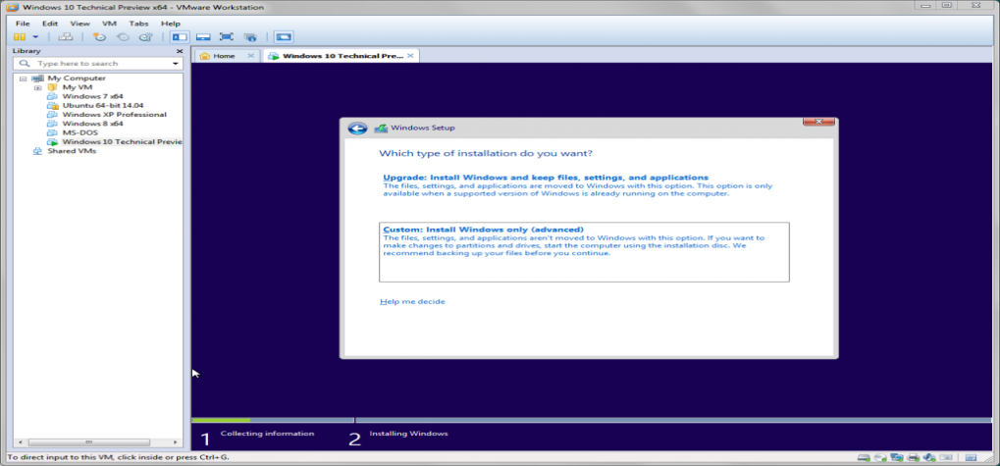 Windows 10 Technical Preview x64 - VMware Workstation
File Edit View VM Tabs Help
Library
Type here to search
My Computer
My VM
Windows 7 x64
Ubuntu 64-bit 14.04
Windows XP Professional
Windows 8 x64
MS-DOS
Windows 10 Technical Previe
Shared VMs
Home
Windows 10 Technical Pre...
Windows Setup
Which type of installation do you want?
Upgrade: Install Windows and keep files, settings, and applications
The files, settings, and applications are moved to Windows with this option. This option is only
available when a supported version of Windows is already running on the computer.
Custom: Install Windows only (advanced)
The files, settings, and applications aren't moved to Windows with this option. If you want to
make changes to partitions and drives, start the computer using the installation disc. We
recommend backing up your files before you continue.
Help me decide
1 Collecting information
2 Installing Windows
To direct input to this VM, click inside or press Ctrl+G.